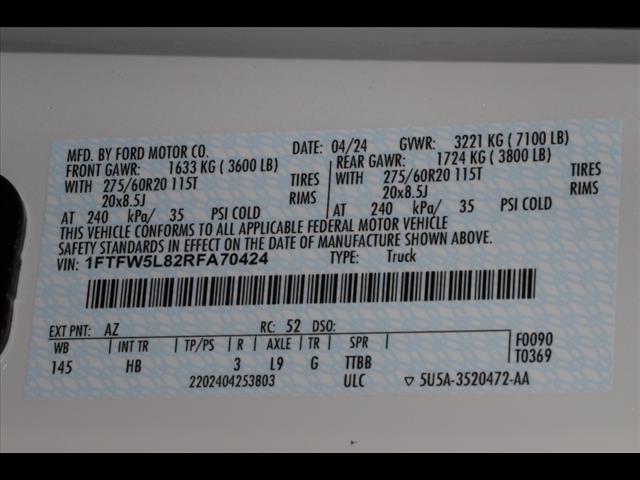 MFD. BY FORD MOTOR CO. DATE: 04/24 GVWR: 3221 KG ( 7100 LB)
FRONT GAWR: 1633 KG ( 3600 LB) REAR GAWR: 1724 KG ( 3800 LB)
WITH 275/60R20 115T TIRES WITH 275/60R20 115T TIRES
20x8.5J RIMS 20x8.5J RIMS
AT 240 kPa/ 35 PSI COLD AT 240 kPa/ 35 PSI COLD
THIS VEHICLE CONFORMS TO ALL APPLICABLE FEDERAL MOTOR VEHICLE
SAFETY STANDARDS IN EFFECT ON THE DATE OF MANUFACTURE SHOWN ABOVE.
VIN: 1FTFW5L82RFA70424 TYPE: Truck
EXT PNT: AZ RC: 52 DSO:
WB INT TR TP/PS R AXLE TR SPR F0090
145 HB 3 L9 G TTBB T0369
2202404253803 ULC ▽ 5U5A-3520472-AA